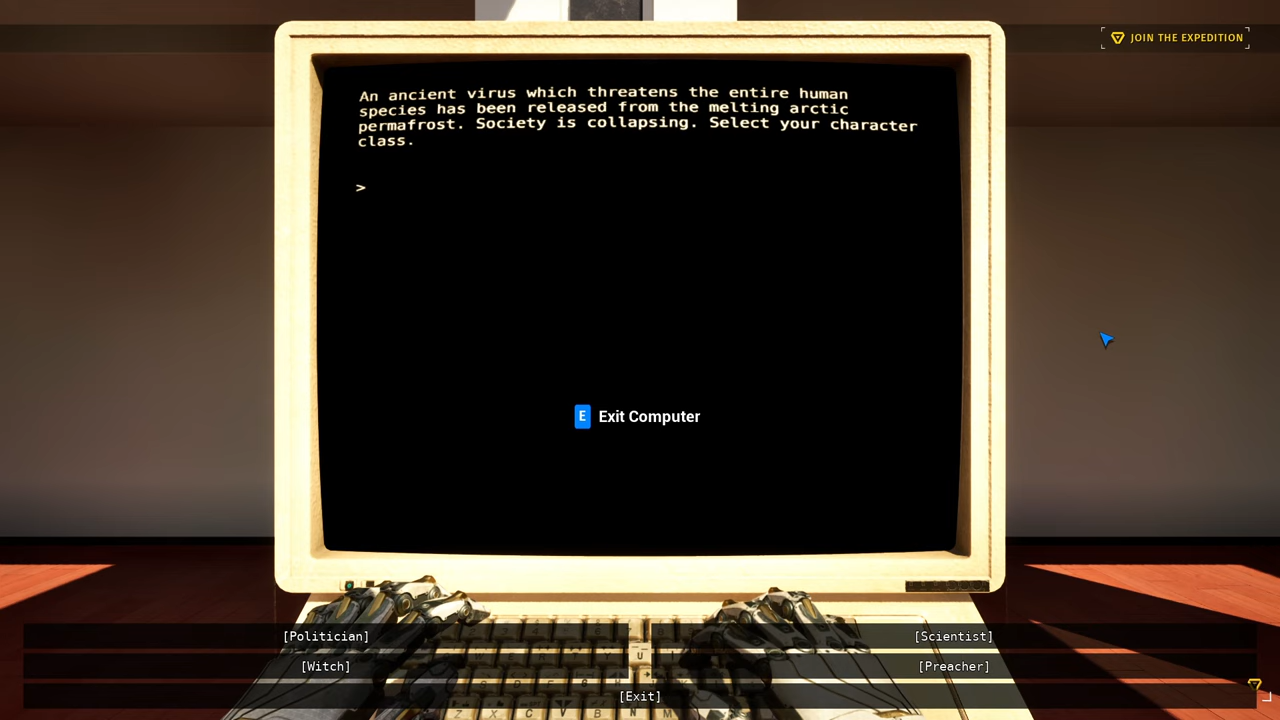 JOIN THE EXPEDITION
An ancient virus which threatens the entire human
species has been released from the melting arctic
permafrost. Society is collapsing. Select your character
class.
>
E Exit Computer
[Politician]
[Scientist]
[Witch]
[Preacher]
[Exit]